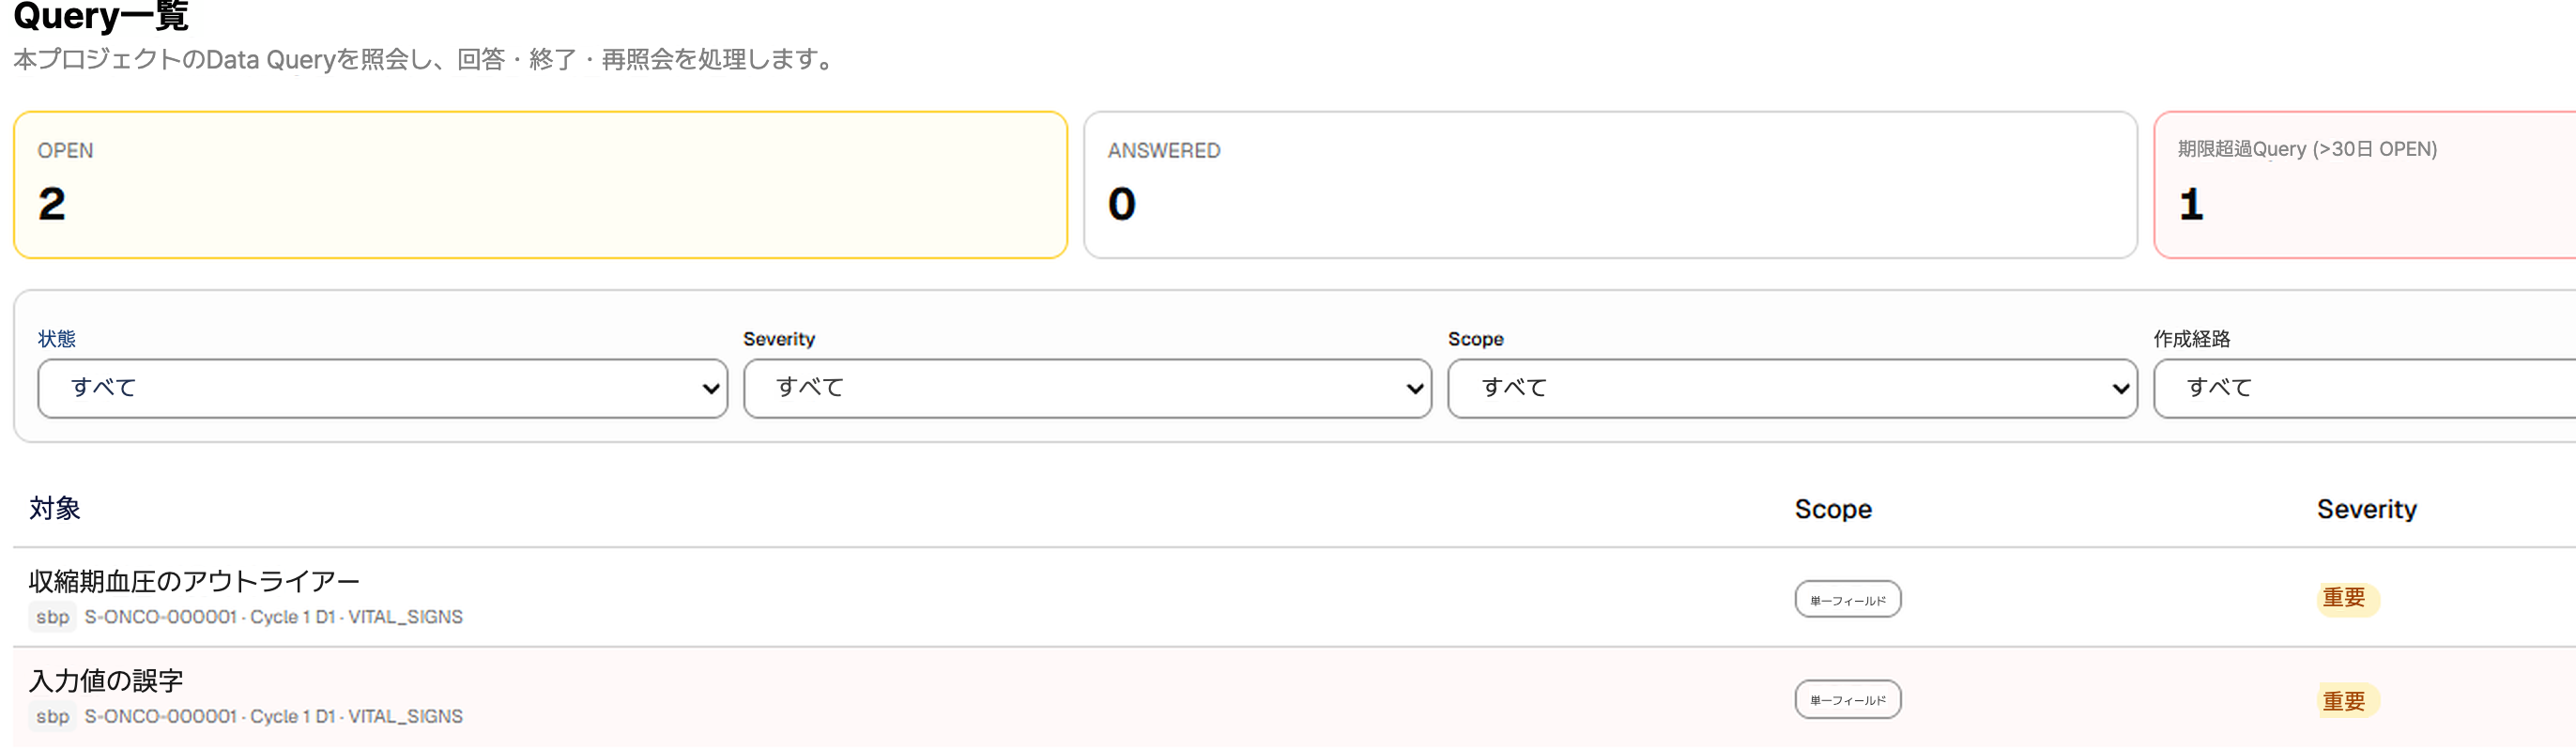 Query一覧
本プロジェクトのData Queryを照会し、回答・終了・再照会を処理します。
OPEN
2
ANSWERED
0
期限超過Query (>30日 OPEN)
1
状態
すべて
Severity
すべて
Scope
すべて
作成経路
すべて
対象 Scope Severity
収縮期血圧のアウトライアー
sbp S-ONCO-000001 · Cycle 1 D1 · VITAL_SIGNS
単一フィールド
重要
入力値の誤字
sbp S-ONCO-000001 · Cycle 1 D1 · VITAL_SIGNS
単一フィールド
重要